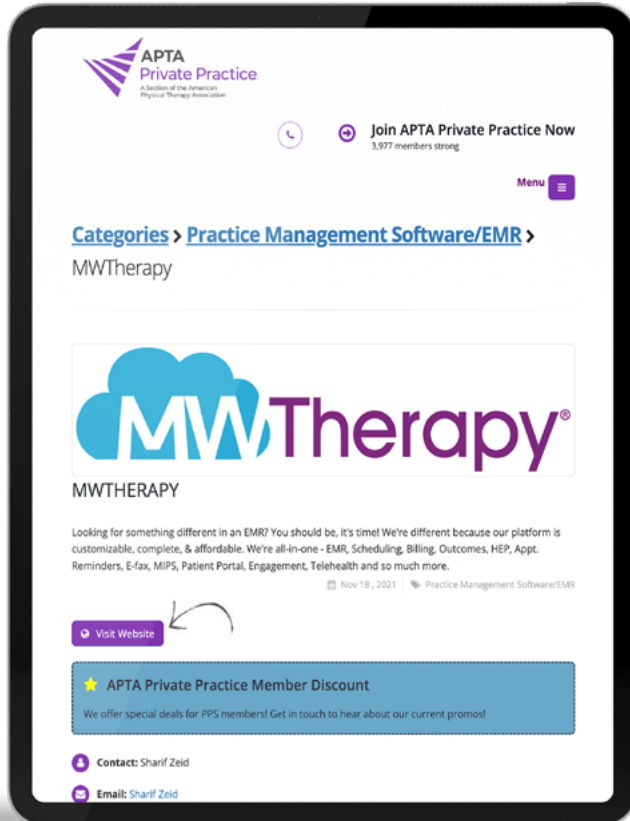 APTA
Private Practice.
A Section of the American
Physical Therapy Association
Join APTA Private Practice Now
3,977 members strong
Menu
Categories > Practice Management Software/EMR >
MWTherapy
MWTherapy®
MWTHERAPY
Looking for something different in an EMR? You should be, it's time! We're different because our platform is
customizable, complete, & affordable. We're all-in-one - EMR, Scheduling, Billing, Outcomes, HEP, Appt.
Reminders, E-fax, MIPS, Patient Portal, Engagement, Telehealth and so much more.
Nov 18 , 2021 Practice Management Software/EMR
Visit Website
APTA Private Practice Member Discount
We offer special deals for PPS members! Get in touch to hear about our current promos!
Contact: Sharif Zeid
Email: Sharif Zeid